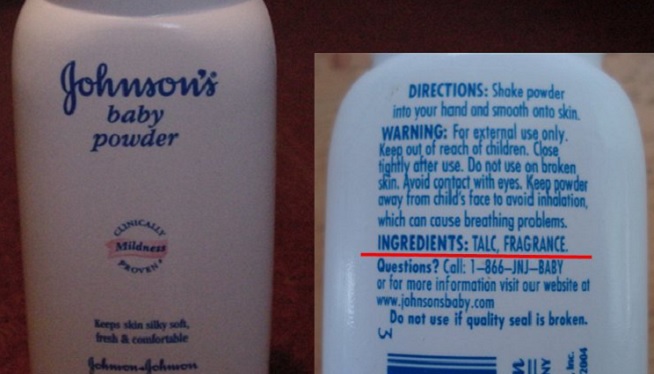 Johnson's
baby
powder
CLINICALLY
Mildness
PROVEN
Keeps skin silky soft,
fresh & comfortable
Johnson & Johnson
DIRECTIONS: Shake powder
into your hand and smooth onto skin.
WARNING: For external use only.
Keep out of reach of children. Close
tightly after use. Do not use on broken
skin. Avoid contact with eyes. Keep powder
away from child's face to avoid inhalation,
which can cause breathing problems.
INGREDIENTS: TALC, FRAGRANCE.
Questions? Call: 1-866-JNJ-BABY
or for more information visit our website at
www.johnsonsbaby.com
Do not use if quality seal is broken.
3
Inc.
2004